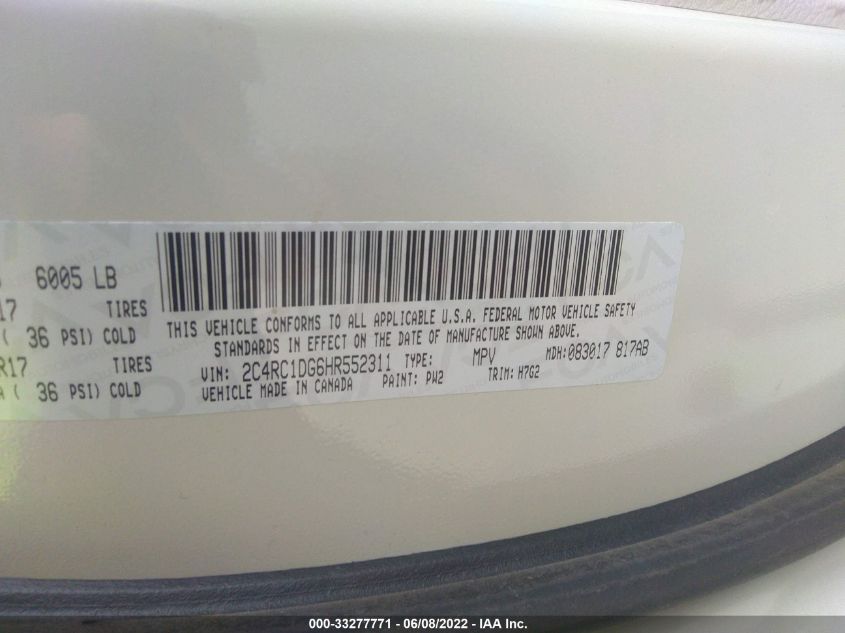 6005 LB
17 TIRES
( 36 PSI) COLD
R17 TIRES
( 36 PSI) COLD
THIS VEHICLE CONFORMS TO ALL APPLICABLE U.S.A. FEDERAL MOTOR VEHICLE SAFETY
STANDARDS IN EFFECT ON THE DATE OF MANUFACTURE SHOWN ABOVE.
VIN: 2C4RC1DG6HR552311 TYPE: MPV MDH:083017 817AB
VEHICLE MADE IN CANADA PAINT: PW2 TRIM: H7G2
000-33277771 - 06/08/2022 - IAA Inc.